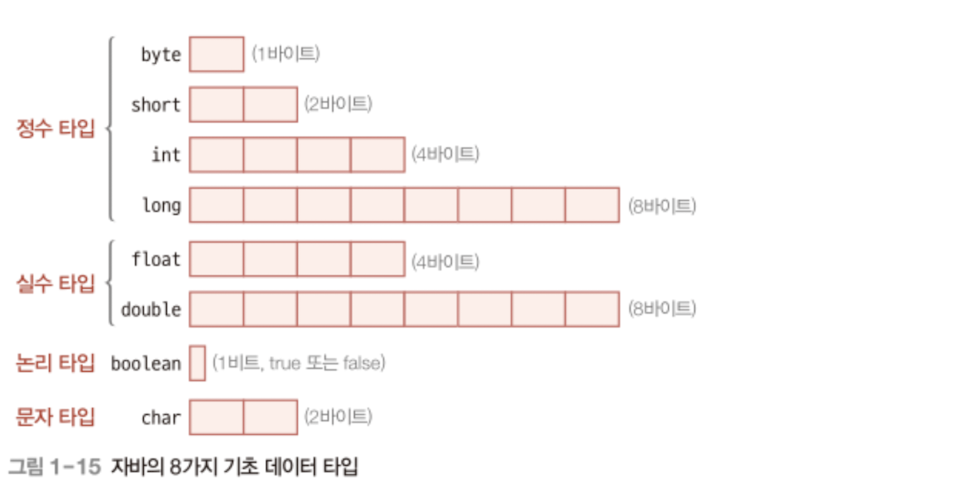 byte (1바이트)
short (2바이트)
정수 타입
int (4바이트)
long (8바이트)
float (4바이트)
실수 타입
double (8바이트)
논리 타입 boolean (1비트, true 또는 false)
문자 타입 char (2바이트)
그림 1-15 자바의 8가지 기초 데이터 타입